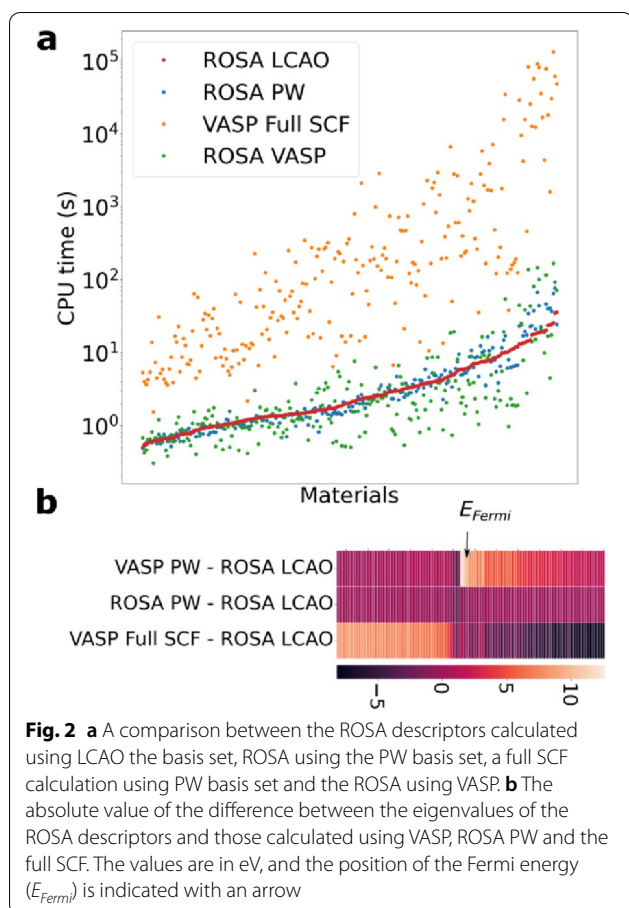 a
ROSA LCAO
ROSA PW
VASP Full SCF
ROSA VASP
10^5
10^4
10^3
10^2
10^1
10^0
CPU time (s)
Materials
b
E_Fermi
VASP PW - ROSA LCAO
ROSA PW - ROSA LCAO
VASP Full SCF - ROSA LCAO
-5
0
5
10
Fig. 2 a A comparison between the ROSA descriptors calculated
using LCAO the basis set, ROSA using the PW basis set, a full SCF
calculation using PW basis set and the ROSA using VASP. b The
absolute value of the difference between the eigenvalues of the
ROSA descriptors and those calculated using VASP, ROSA PW and the
full SCF. The values are in eV, and the position of the Fermi energy
(E_Fermi) is indicated with an arrow